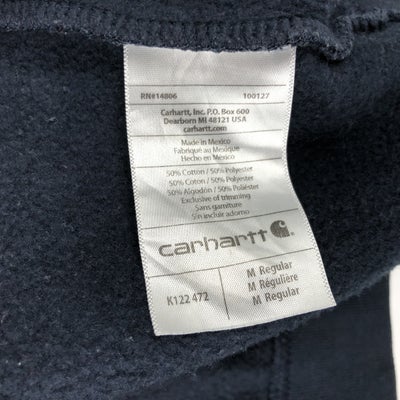 RN#14806 100127
Carhartt, Inc. P.O. Box 600
Dearborn MI 48121 USA
carhartt.com
Made in Mexico
Fabriqué au Mexique
Hecho en México
50% Cotton / 50% Polyester
50% Coton / 50% Polyester
50% Algodón / 50% Poliéster
Exclusive of trimming
Sans garniture
Sin incluir adorno
carhartt
K122 472
M Regular
M Régulière
M Regular